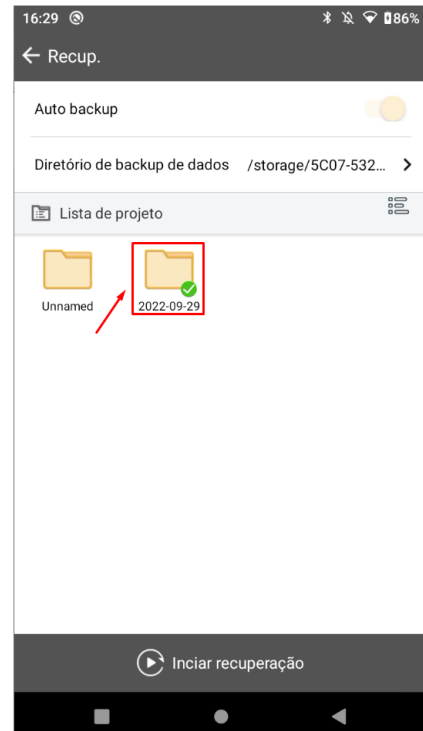 16:29 86%
Recup.
Auto backup
Diretório de backup de dados /storage/5C07-532... >
Lista de projeto
Unnamed 2022-09-29
Inciar recuperação